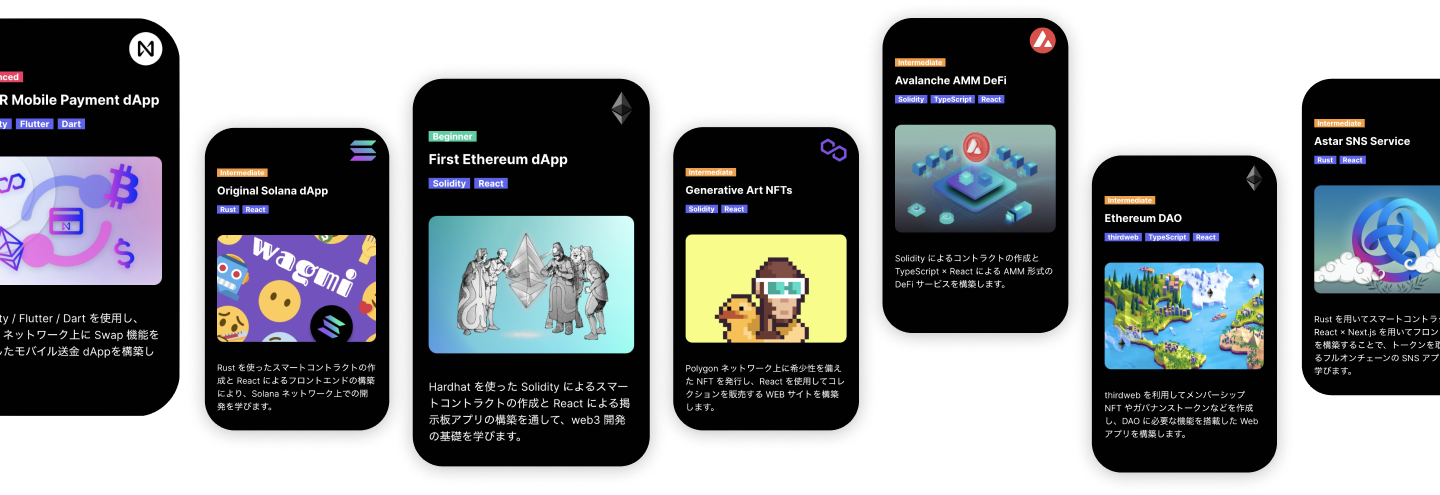 nced
R Mobile Payment dApp
ty Flutter Dart
ty / Flutter / Dart を使用し、
ネットワーク上に Swap 機能を
したモバイル送金 dAppを構築し
Intermediate
Original Solana dApp
Rust React
wagmi
Rust を使ったスマートコントラクトの作
成と React によるフロントエンドの構築
により、Solana ネットワーク上での開
発を学びます。
Beginner
First Ethereum dApp
Solidity React
Hardhat を使った Solidity によるスマー
トコントラクトの作成と React による掲
示板アプリの構築を通して、web3 開発
の基礎を学びます。
Intermediate
Generative Art NFTs
Solidity React
Polygon ネットワーク上に希少性を備え
た NFT を発行し、React を使用してコレ
クションを販売する WEB サイトを構築
します。
Intermediate
Avalanche AMM DeFi
Solidity TypeScript React
Solidity によるコントラクトの作成と
TypeScript × React による AMM 形式の
DeFi サービスを構築します。
Intermediate
Ethereum DAO
thirdweb TypeScript React
thirdweb を利用してメンバーシップ
NFT やガバナンストークンなどを作成
し、DAO に必要な機能を搭載した Web
アプリを構築します。
Intermediate
Astar SNS Service
Rust React
Rust を用いてスマートコントラ
React × Next.js を用いてフロン
を構築することで、トークンを取
るフルオンチェーンの SNS アプ
学びます。